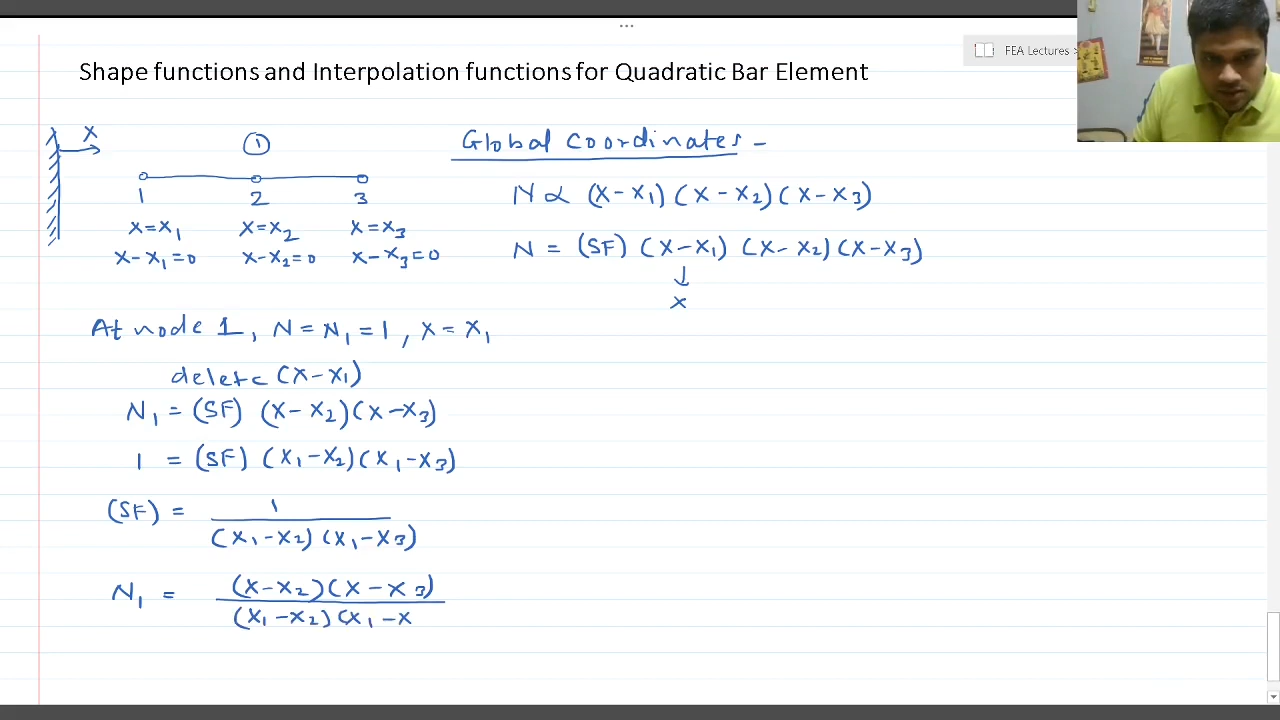 FEA Lectures >
Shape functions and Interpolation functions for Quadratic Bar Element
x
①
Global Coordinates -
1 2 3
x=x₁ x=x₂ x=x₃
x-x₁=0 x-x₂=0 x-x₃=0
N ∝ (x-x₁)(x-x₂)(x-x₃)
N = (SF)(x-x₁)(x-x₂)(x-x₃)
↓
x
At node 1, N = N₁ = 1, x = x₁
delete (x-x₁)
N₁ = (SF) (x-x₂)(x-x₃)
1 = (SF) (x₁-x₂)(x₁-x₃)
(SF) = 1
(x₁-x₂)(x₁-x₃)
N₁ = (x-x₂)(x-x₃)
(x₁-x₂)(x₁-x